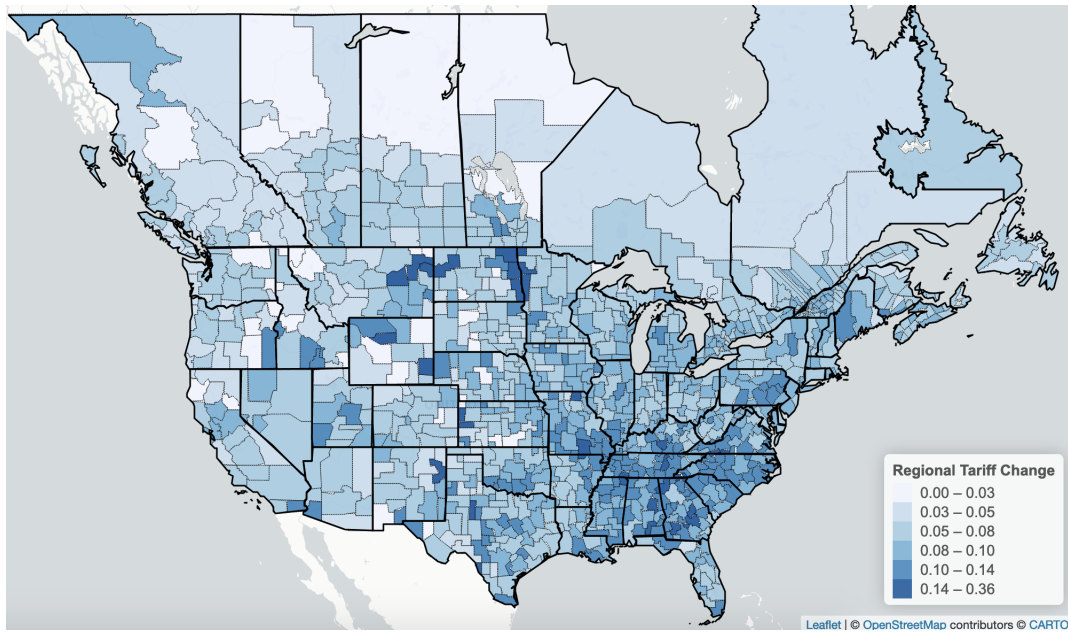 Regional Tariff Change
0.00 – 0.03
0.03 – 0.05
0.05 – 0.08
0.08 – 0.10
0.10 – 0.14
0.14 – 0.36
Leaflet | © OpenStreetMap contributors © CARTO